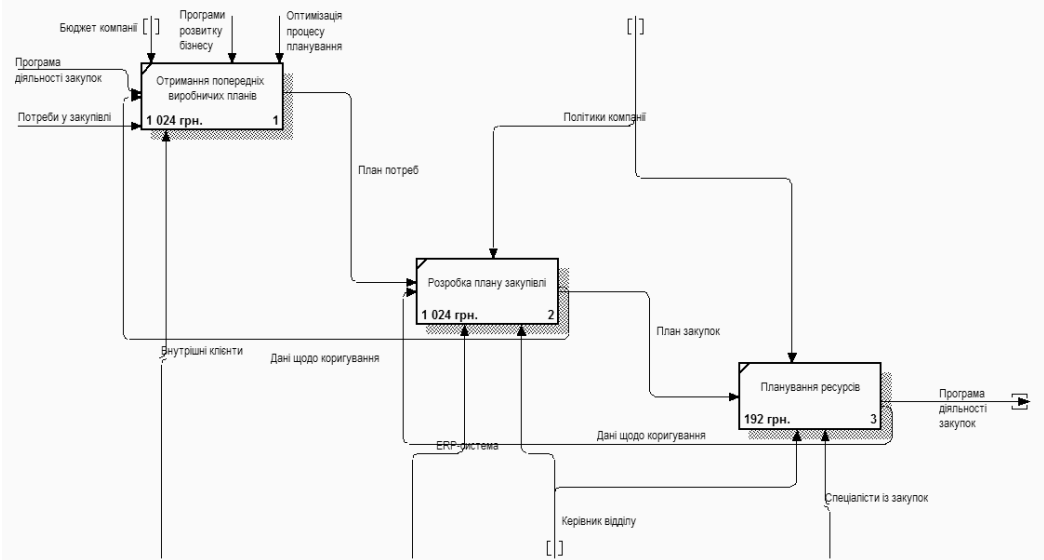 Бюджет компанії
Програми
розвитку
бізнесу
Оптимізація
процесу
планування
Програма
діяльності закупок
Потреби у закупівлі
Отримання попередніх
виробничих планів
1 024 грн.
1
План потреб
Політики компанії
Розробка плану закупівлі
1 024 грн.
2
План закупок
Внутрішні клієнти
Дані щодо коригування
Планування ресурсів
192 грн.
3
Програма
діяльності
закупок
Дані щодо коригування
ERP-система
Спеціалісти із закупок
Керівник відділу